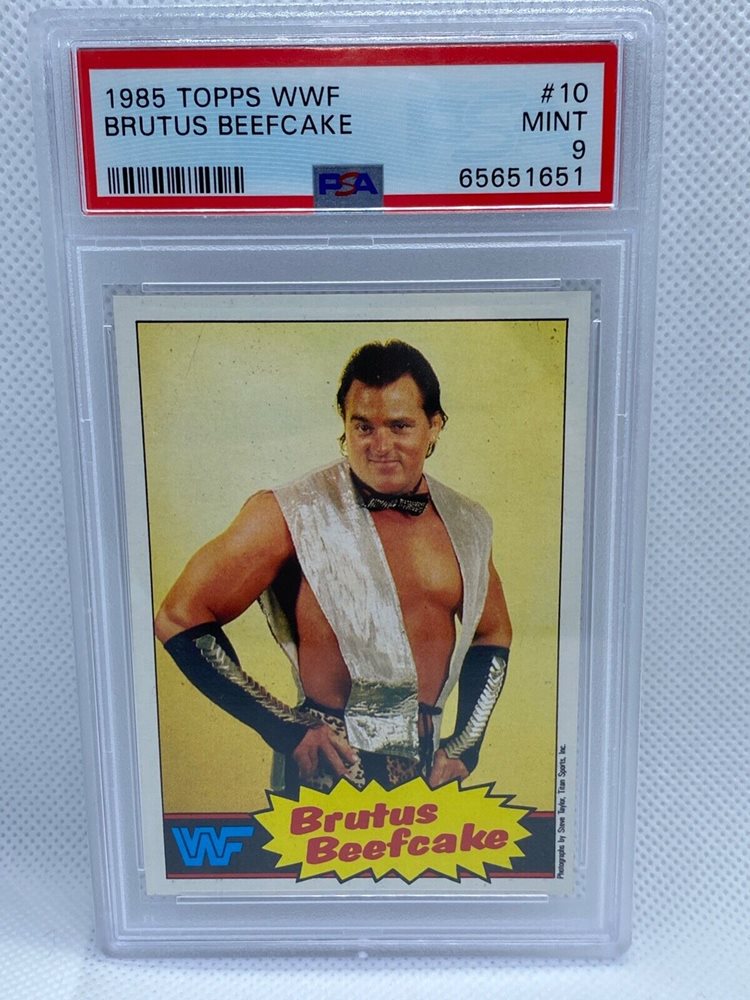 1985 TOPPS WWF #10
BRUTUS BEEFCAKE MINT
9
PSA 65651651
Photographs by Steve Taylor, Titan Sports, Inc.
WF
Brutus
Beefcake